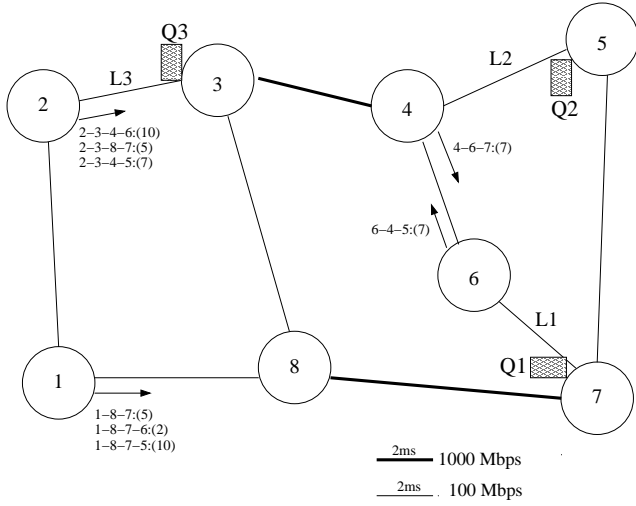 Q3
5
L2
L3
3
2
4
Q2
2–3–4–6:(10)
2–3–8–7:(5)
2–3–4–5:(7)
4–6–7:(7)
6–4–5:(7)
6
L1
8
Q1
1
7
1–8–7:(5)
1–8–7–6:(2)
1–8–7–5:(10)
2ms 1000 Mbps
2ms 100 Mbps